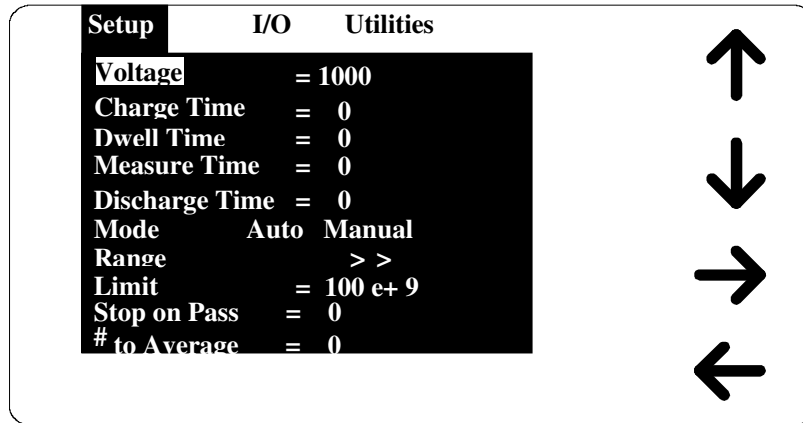 Setup I/O Utilities
Voltage = 1000
Charge Time = 0
Dwell Time = 0
Measure Time = 0
Discharge Time = 0
Mode Auto Manual
Range > >
Limit = 100 e+ 9
Stop on Pass = 0
# to Average = 0